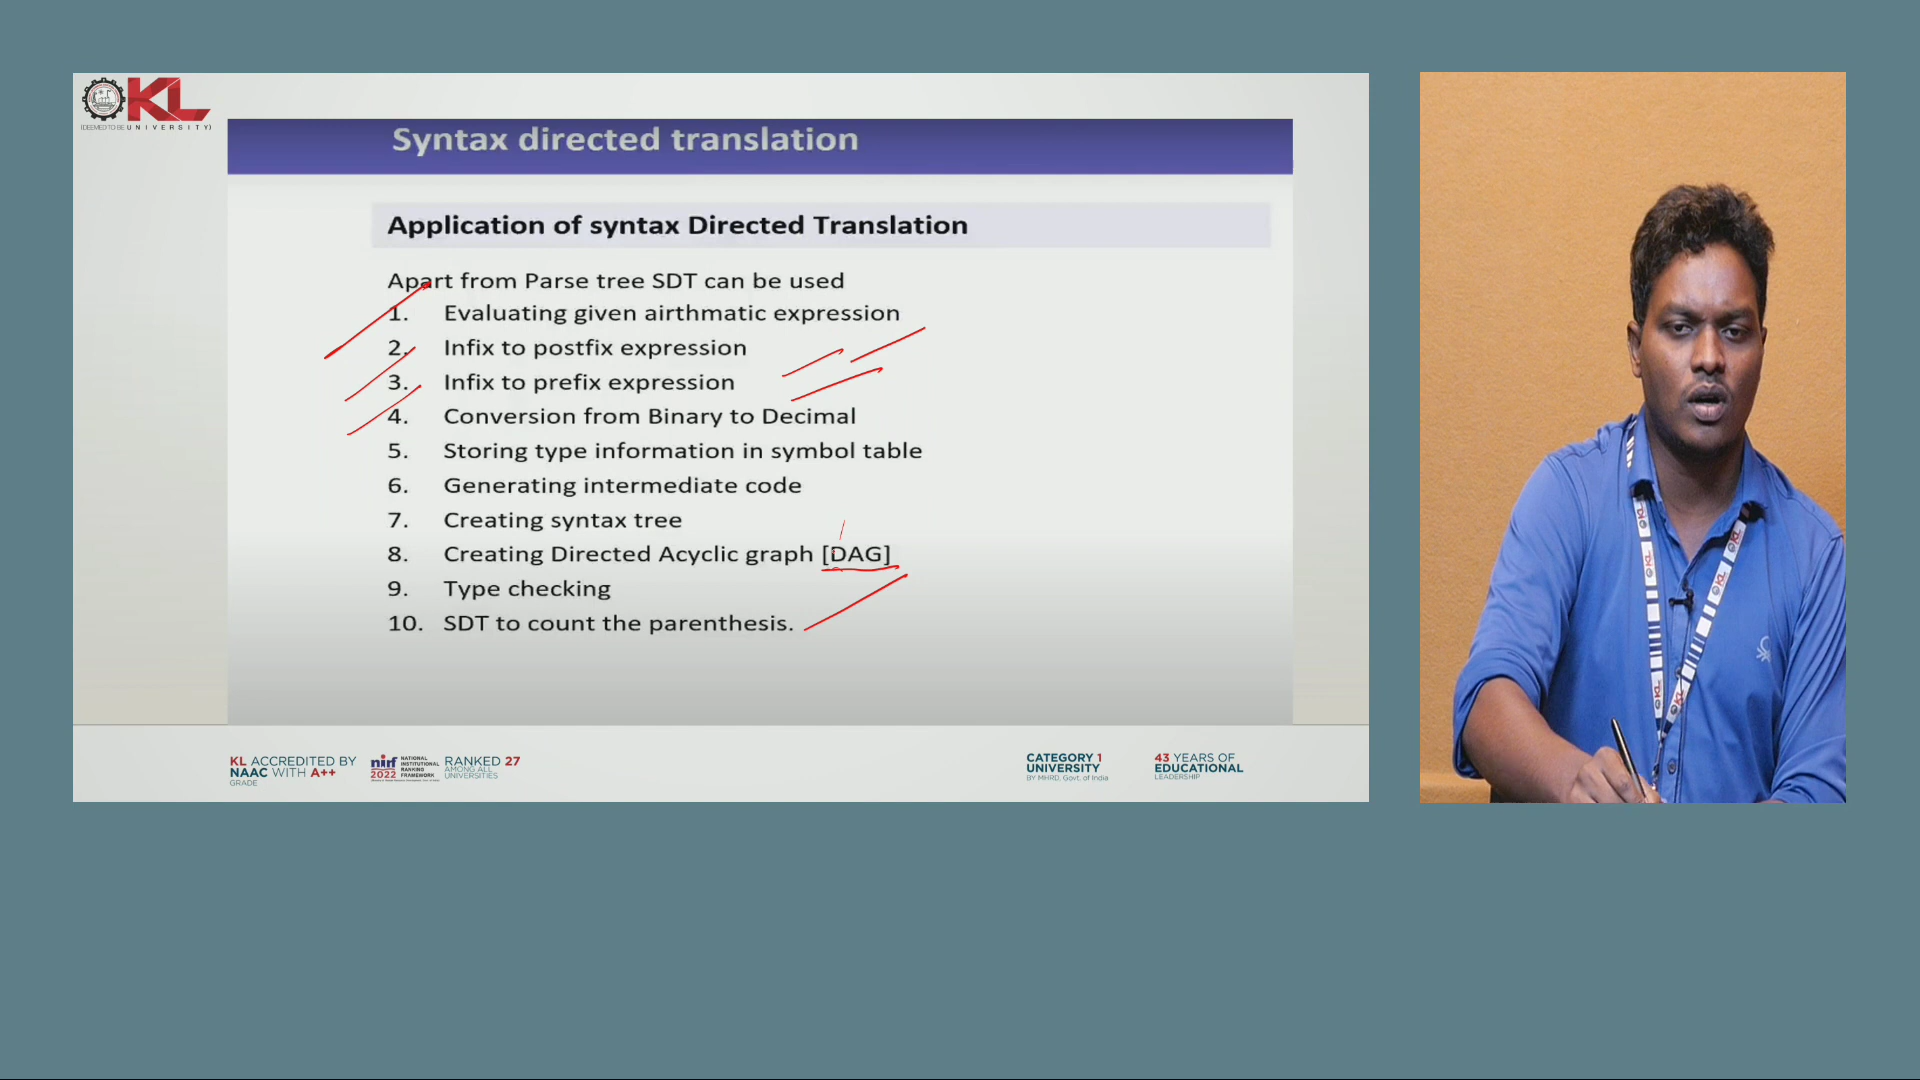 KL
(DEEMED TO BE UNIVERSITY)
Syntax directed translation
Application of syntax Directed Translation
Apart from Parse tree SDT can be used
1. Evaluating given airthmatic expression
2. Infix to postfix expression
3. Infix to prefix expression
4. Conversion from Binary to Decimal
5. Storing type information in symbol table
6. Generating intermediate code
7. Creating syntax tree
8. Creating Directed Acyclic graph [DAG]
9. Type checking
10. SDT to count the parenthesis.
KL ACCREDITED BY
NAAC WITH A++
GRADE
nirf
2022
NATIONAL
INSTITUTIONAL
RANKING
FRAMEWORK
RANKED 27
AMONG ALL
UNIVERSITIES
CATEGORY 1
UNIVERSITY
BY MHRD, Govt. of India
43 YEARS OF
EDUCATIONAL
LEADERSHIP